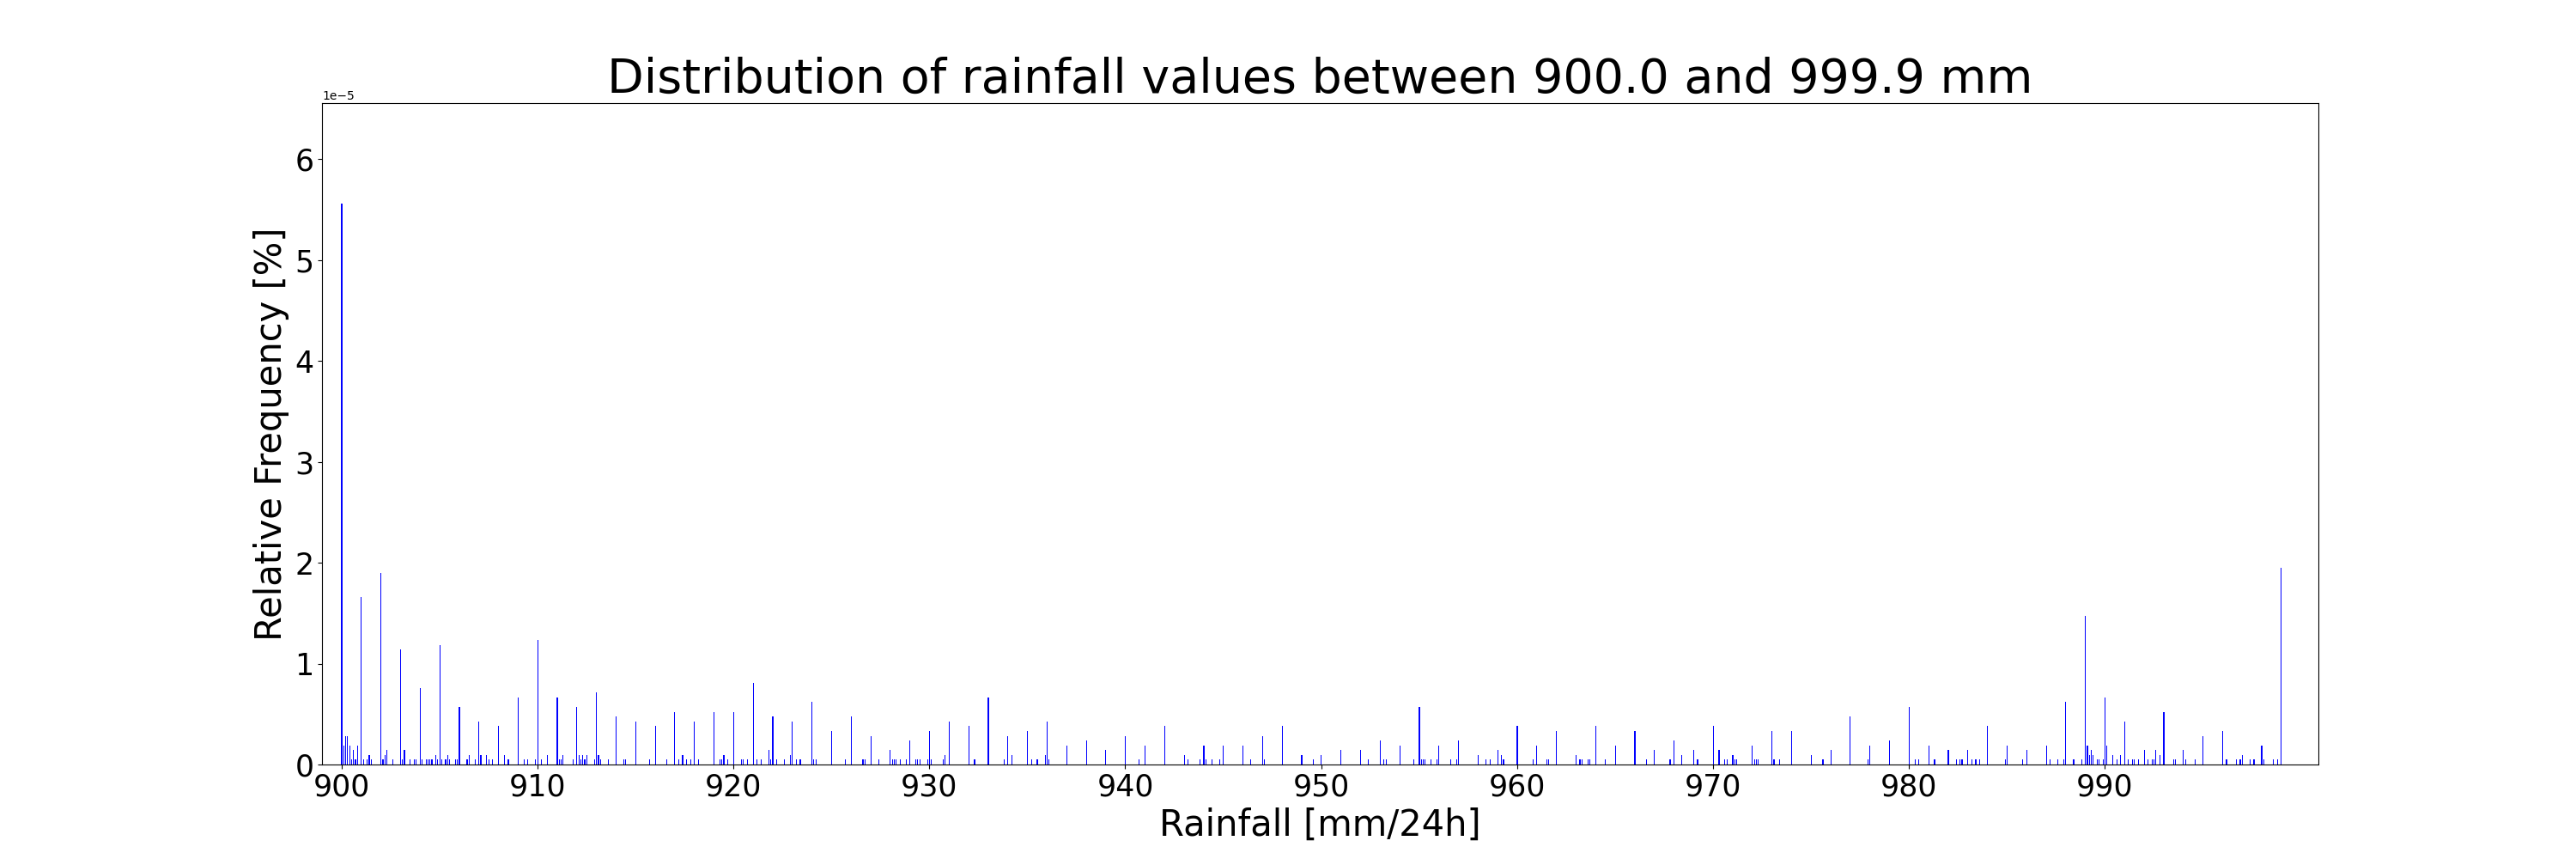 Distribution of rainfall values between 900.0 and 999.9 mm
1e−5
6
5
4
3
2
1
0
Relative Frequency [%]
900 910 920 930 940 950 960 970 980 990
Rainfall [mm/24h]